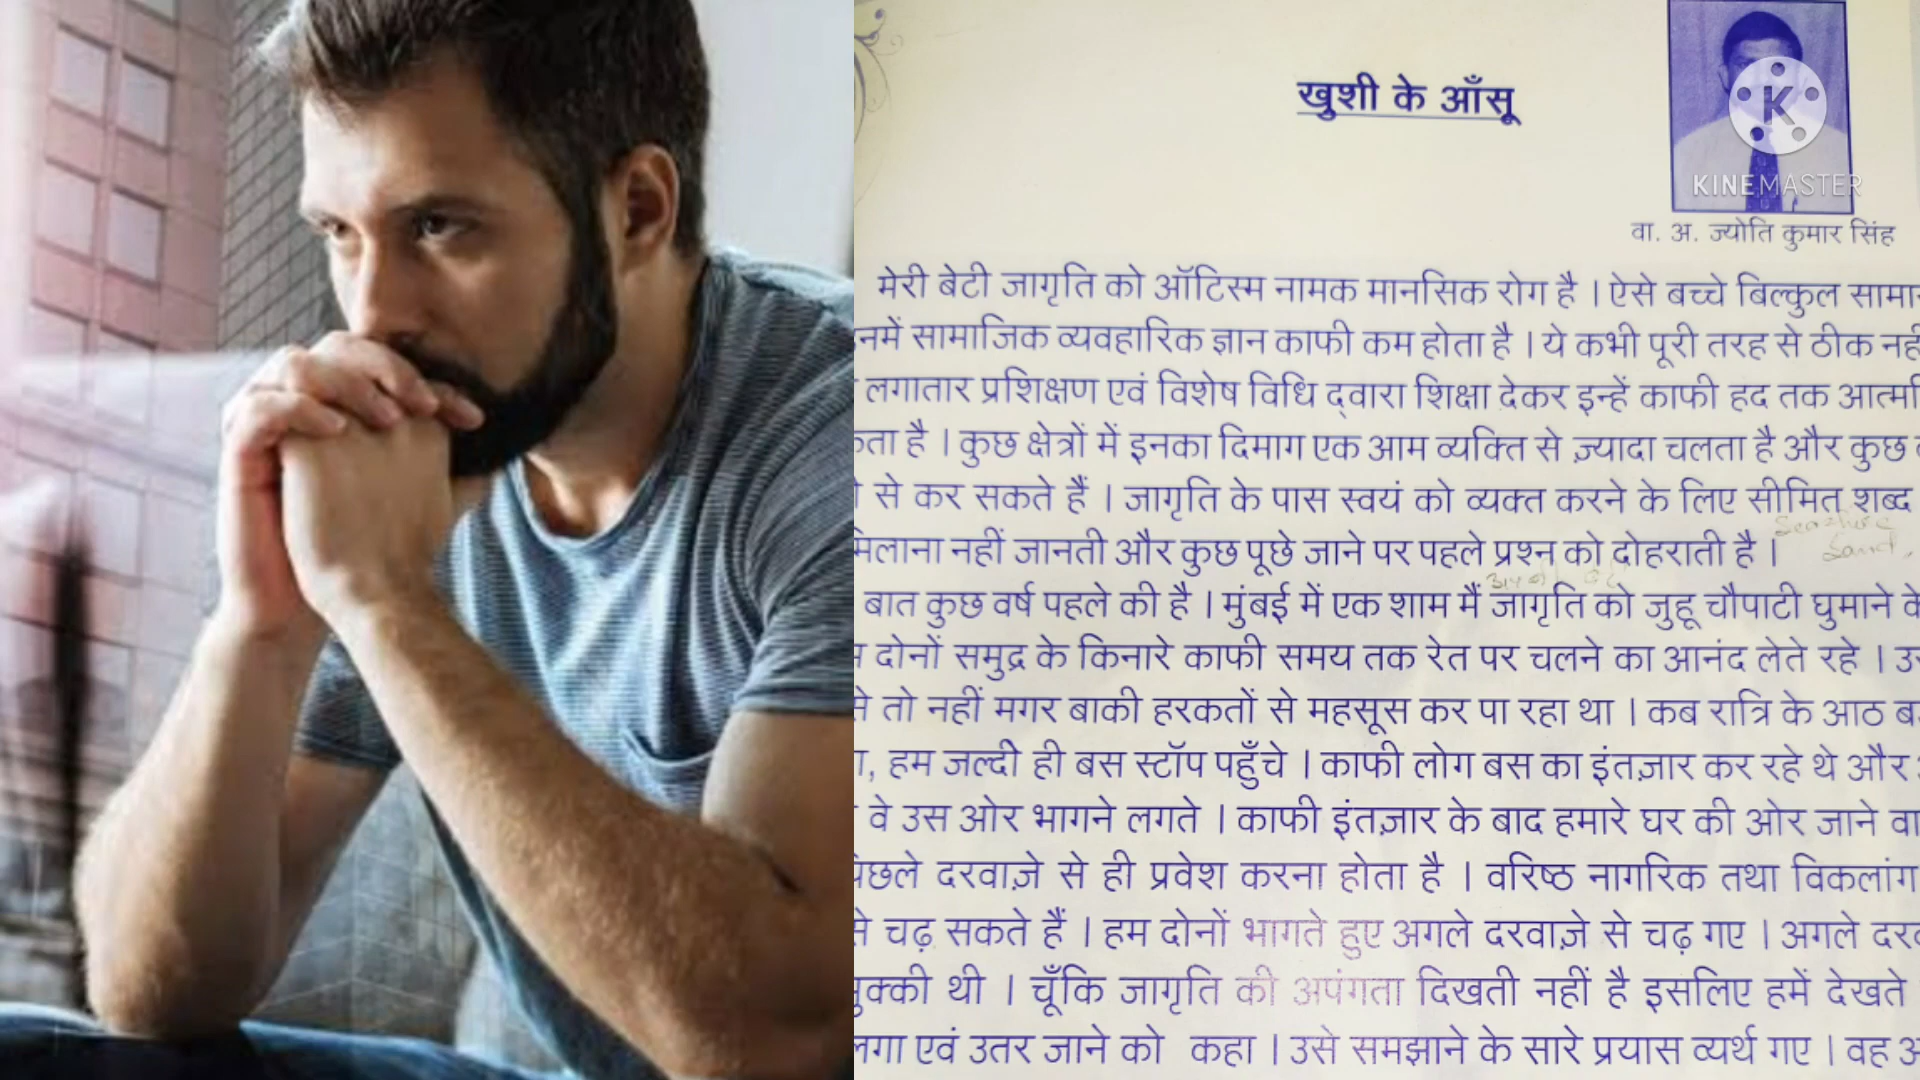 खुशी के आँसू
KINEMASTER
वा. अ. ज्योति कुमार सिंह
मेरी बेटी जागृति को ऑटिस्म नामक मानसिक रोग है । ऐसे बच्चे बिल्कुल
सामाजिक व्यवहारिक ज्ञान काफी कम होता है । ये कभी पूरी तरह से ठीक
लगातार प्रशिक्षण एवं विशेष विधि द्वारा शिक्षा देकर इन्हें काफी हद तक
है । कुछ क्षेत्रों में इनका दिमाग एक आम व्यक्ति से ज़्यादा चलता है और कुछ
से कर सकते हैं । जागृति के पास स्वयं को व्यक्त करने के लिए सीमित शब्द
नहीं जानती और कुछ पूछे जाने पर पहले प्रश्न को दोहराती है ।
बात कुछ वर्ष पहले की है । मुंबई में एक शाम मैं जागृति को जुहू चौपाटी घुमाने
दोनों समुद्र के किनारे काफी समय तक रेत पर चलने का आनंद लेते रहे ।
तो नहीं मगर बाकी हरकतों से महसूस कर पा रहा था । कब रात्रि के आठ
हम जल्दी ही बस स्टॉप पहुँचे । काफी लोग बस का इंतज़ार कर रहे थे और
वे उस ओर भागने लगते । काफी इंतज़ार के बाद हमारे घर की ओर जाने
दरवाज़े से ही प्रवेश करना होता है । वरिष्ठ नागरिक तथा विकलांग
चढ़ सकते हैं । हम दोनों भागते हुए अगले दरवाज़े से चढ़ गए । अगले
थी । चूँकि जागृति की अपंगता दिखती नहीं है इसलिए हमें देखते
एवं उतर जाने को कहा । उसे समझाने के सारे प्रयास व्यर्थ गए । वह